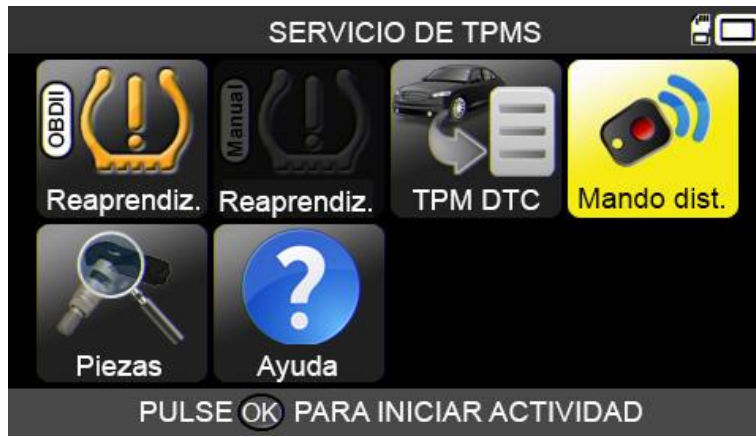 SERVICIO DE TPMS
OBDII
Reaprendiz.
Manual
Reaprendiz.
TPM DTC
Mando dist.
Piezas
?
Ayuda
PULSE OK PARA INICIAR ACTIVIDAD